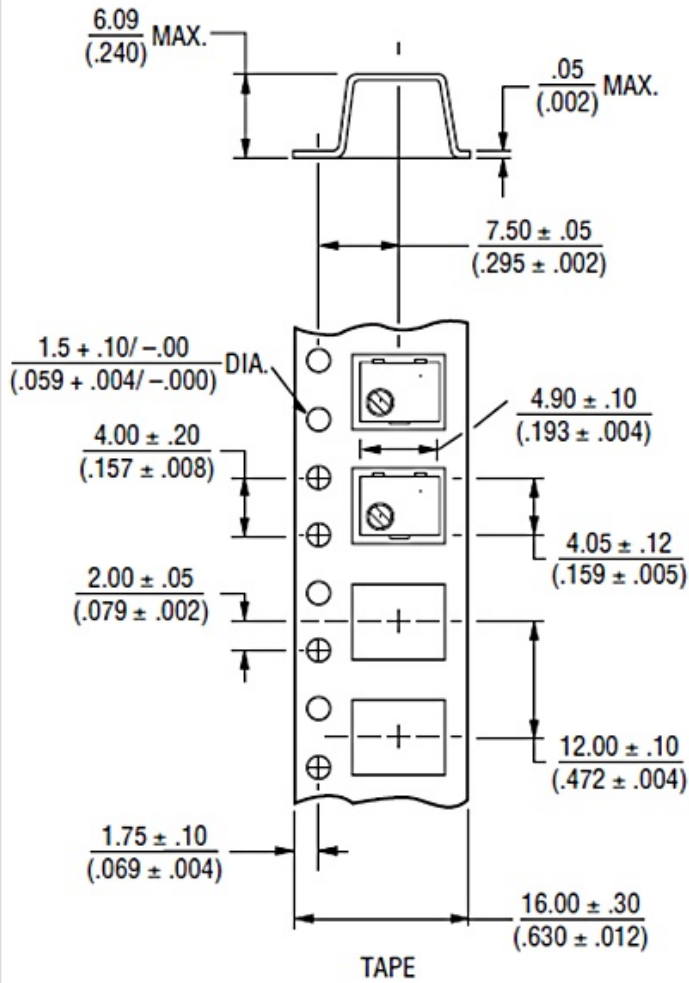 6.09
(.240) MAX.
.05
(.002) MAX.
7.50 ± .05
(.295 ± .002)
1.5 + .10/ –.00
(.059 + .004/ –.000) DIA.
4.90 ± .10
(.193 ± .004)
4.00 ± .20
(.157 ± .008)
4.05 ± .12
(.159 ± .005)
2.00 ± .05
(.079 ± .002)
12.00 ± .10
(.472 ± .004)
1.75 ± .10
(.069 ± .004)
16.00 ± .30
(.630 ± .012)
TAPE